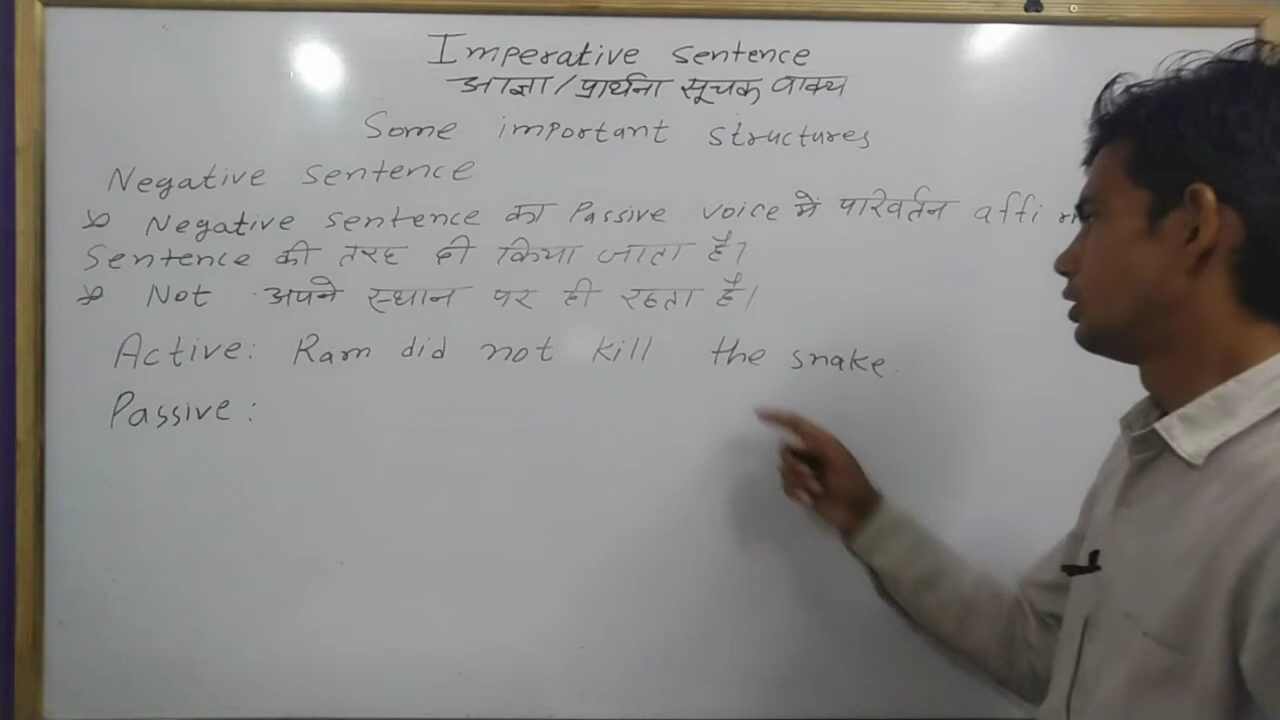 Imperative sentence
आज्ञा/प्रार्थना सूचक वाक्य
Some important structures
Negative sentence
Negative sentence का Passive voice में परिवर्तन
Sentence की तरह ही किया जाता है।
Not अपने स्थान पर ही रहता है।
Active: Ram did not kill the snake
Passive: